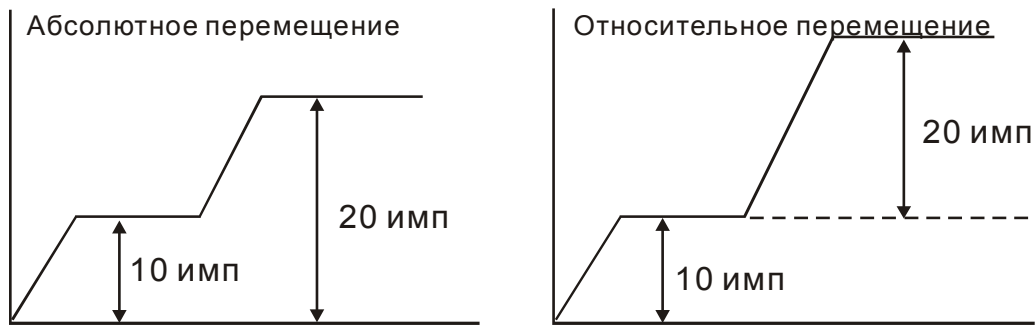 Абсолютное перемещение
20 имп
10 имп
Относительное перемещение
20 имп
10 имп